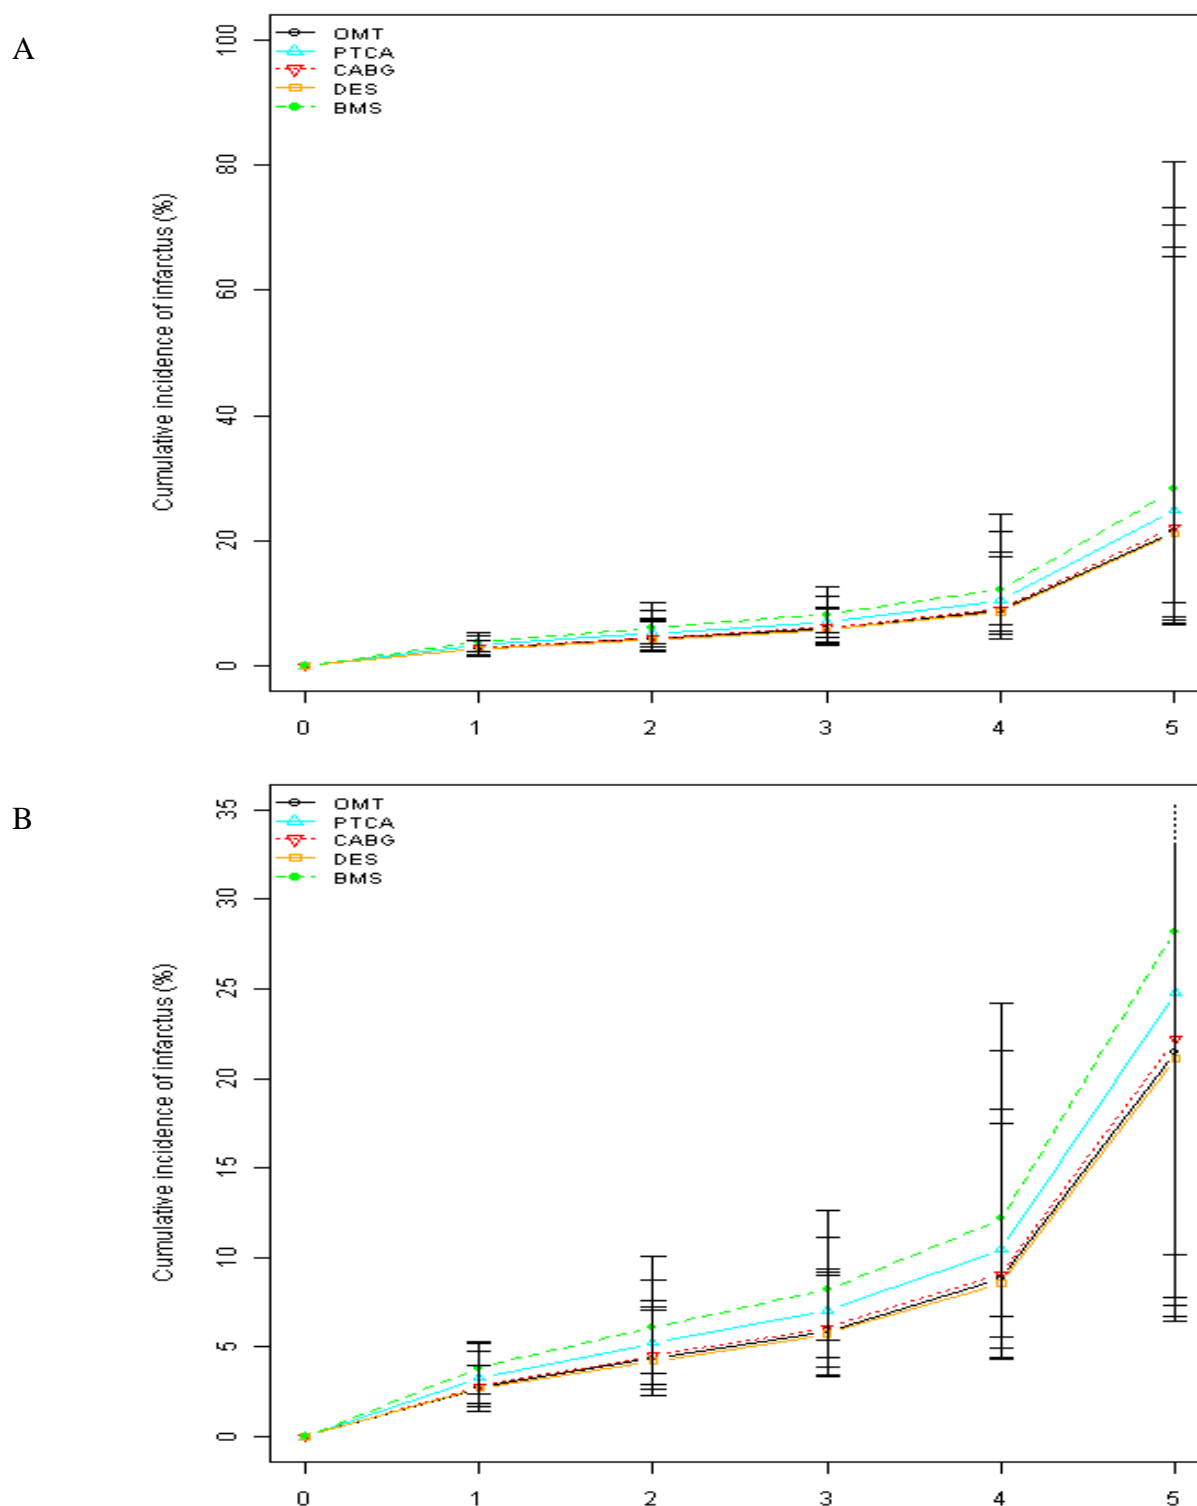 A
OMT
PTCA
CABG
DES
BMS
100
80
60
40
20
0
Cumulative incidence of infarctus (%)
0 1 2 3 4 5
B
OMT
PTCA
CABG
DES
BMS
35
30
25
20
15
10
5
0
Cumulative incidence of infarctus (%)
0 1 2 3 4 5